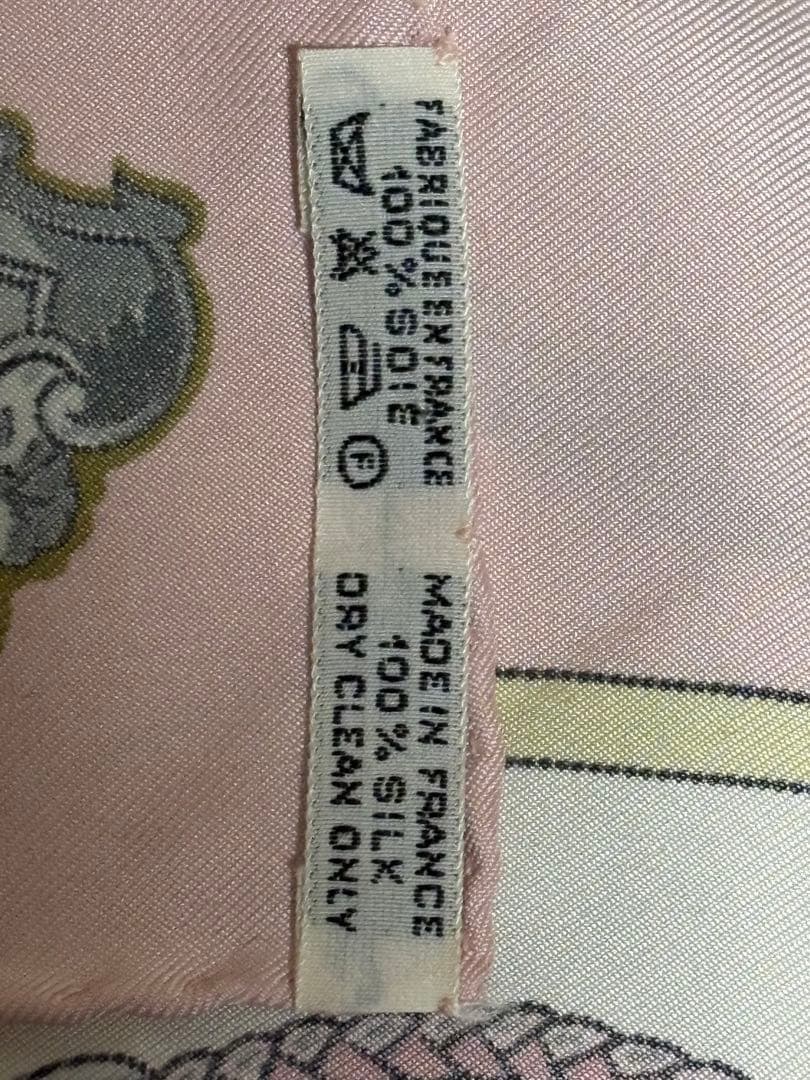 FABRIQUE EN FRANCE
100 % SOIE
F
MADE IN FRANCE
100 % SILK
DRY CLEAN ONLY